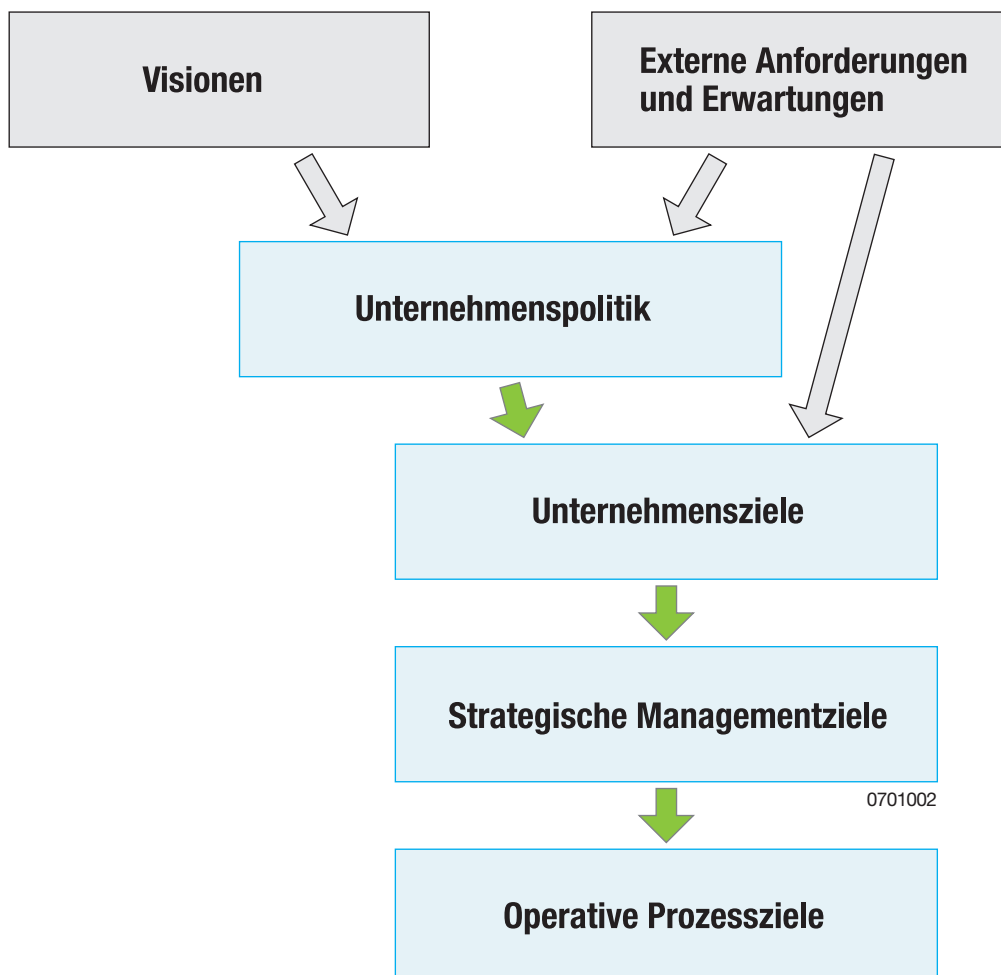 Visionen
Externe Anforderungen
und Erwartungen
Unternehmenspolitik
Unternehmensziele
Strategische Managementziele
0701002
Operative Prozessziele